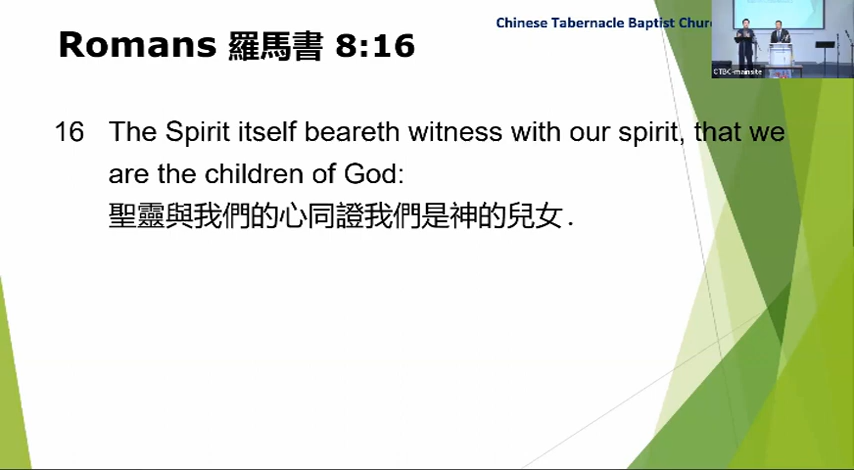 Chinese Tabernacle Baptist
Romans 羅馬書 8:16
CTBC-mainsite
16 The Spirit itself beareth witness with our spirit, that we
are the children of God:
聖靈與我們的心同證我們是神的兒女.